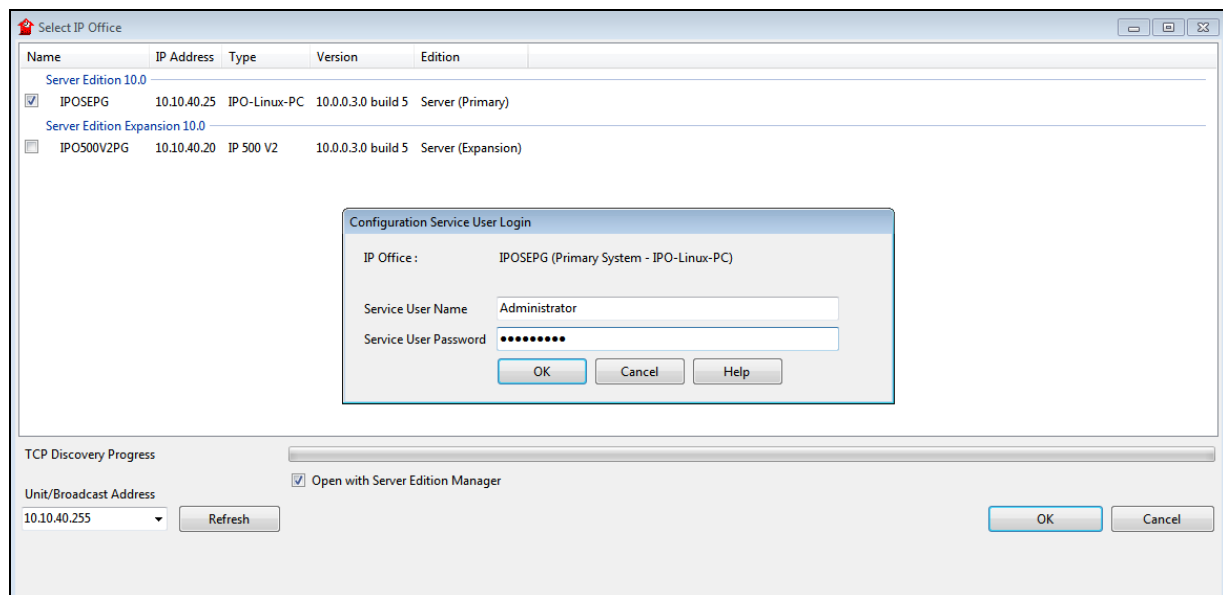 Select IP Office
Name IP Address Type Version Edition
Server Edition 10.0
IPOSEPG 10.10.40.25 IPO-Linux-PC 10.0.0.3.0 build 5 Server (Primary)
Server Edition Expansion 10.0
IPO500V2PG 10.10.40.20 IP 500 V2 10.0.0.3.0 build 5 Server (Expansion)
Configuration Service User Login
IP Office : IPOSEPG (Primary System - IPO-Linux-PC)
Service User Name Administrator
Service User Password ●●●●●●●●●
OK Cancel Help
TCP Discovery Progress
Open with Server Edition Manager
Unit/Broadcast Address
10.10.40.255 Refresh OK Cancel